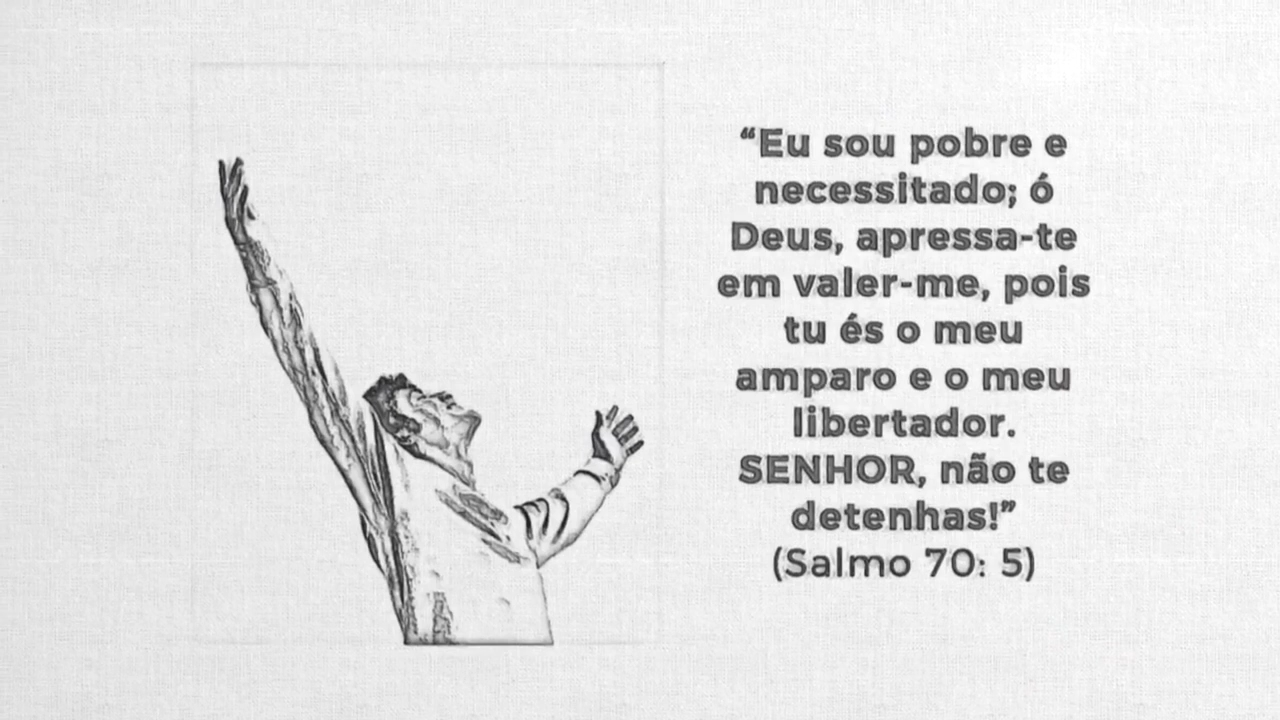 “Eu sou pobre e
necessitado; ó
Deus, apressa-te
em valer-me, pois
tu és o meu
amparo e o meu
libertador.
SENHOR, não te
detenhas!”
(Salmo 70: 5)